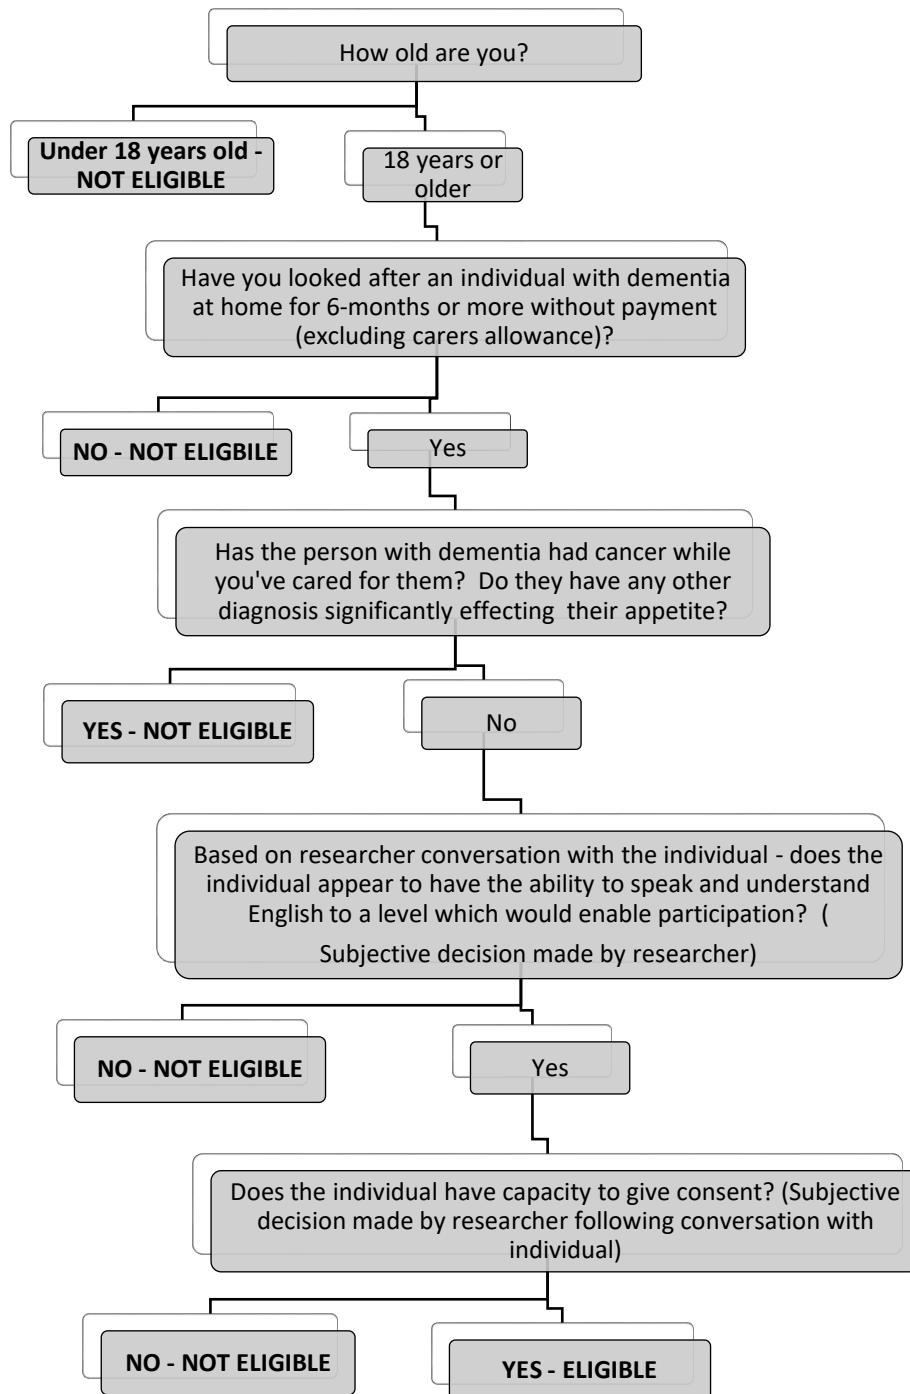 How old are you?
Under 18 years old -
NOT ELIGIBLE
18 years or
older
Have you looked after an individual with dementia
at home for 6-months or more without payment
(excluding carers allowance)?
NO - NOT ELIGBILE
Yes
Has the person with dementia had cancer while
you've cared for them?  Do they have any other
diagnosis significantly effecting  their appetite?
YES - NOT ELIGIBLE
No
Based on researcher conversation with the individual - does the
individual appear to have the ability to speak and understand
English to a level which would enable participation?  (
Subjective decision made by researcher)
NO - NOT ELIGIBLE
Yes
Does the individual have capacity to give consent? (Subjective
decision made by researcher following conversation with
individual)
NO - NOT ELIGIBLE
YES - ELIGIBLE